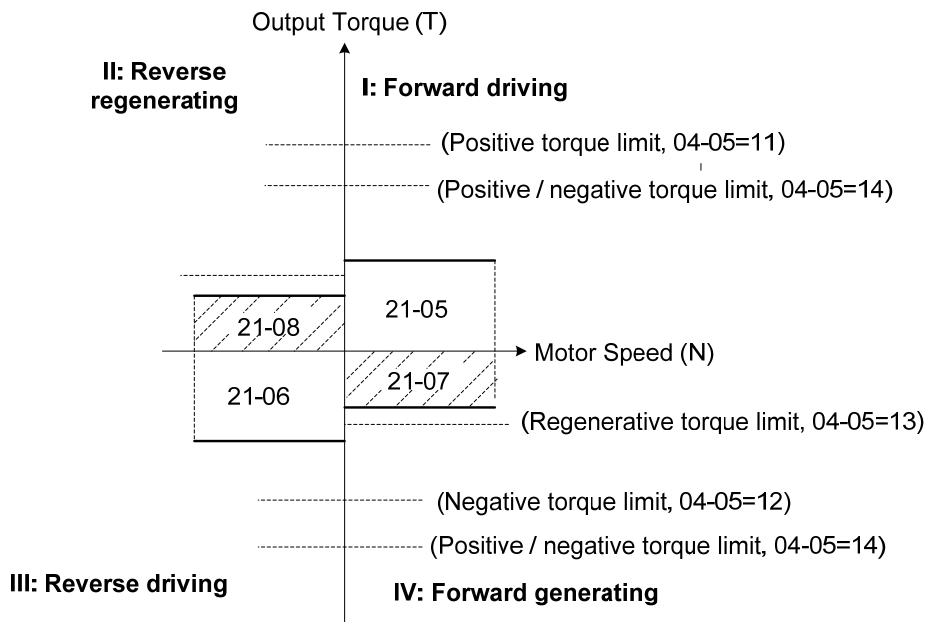 Output Torque (T)
II: Reverse
regenerating
I: Forward driving
(Positive torque limit, 04-05=11)
(Positive / negative torque limit, 04-05=14)
21-05
21-08
Motor Speed (N)
21-07
21-06
(Regenerative torque limit, 04-05=13)
(Negative torque limit, 04-05=12)
(Positive / negative torque limit, 04-05=14)
III: Reverse driving
IV: Forward generating